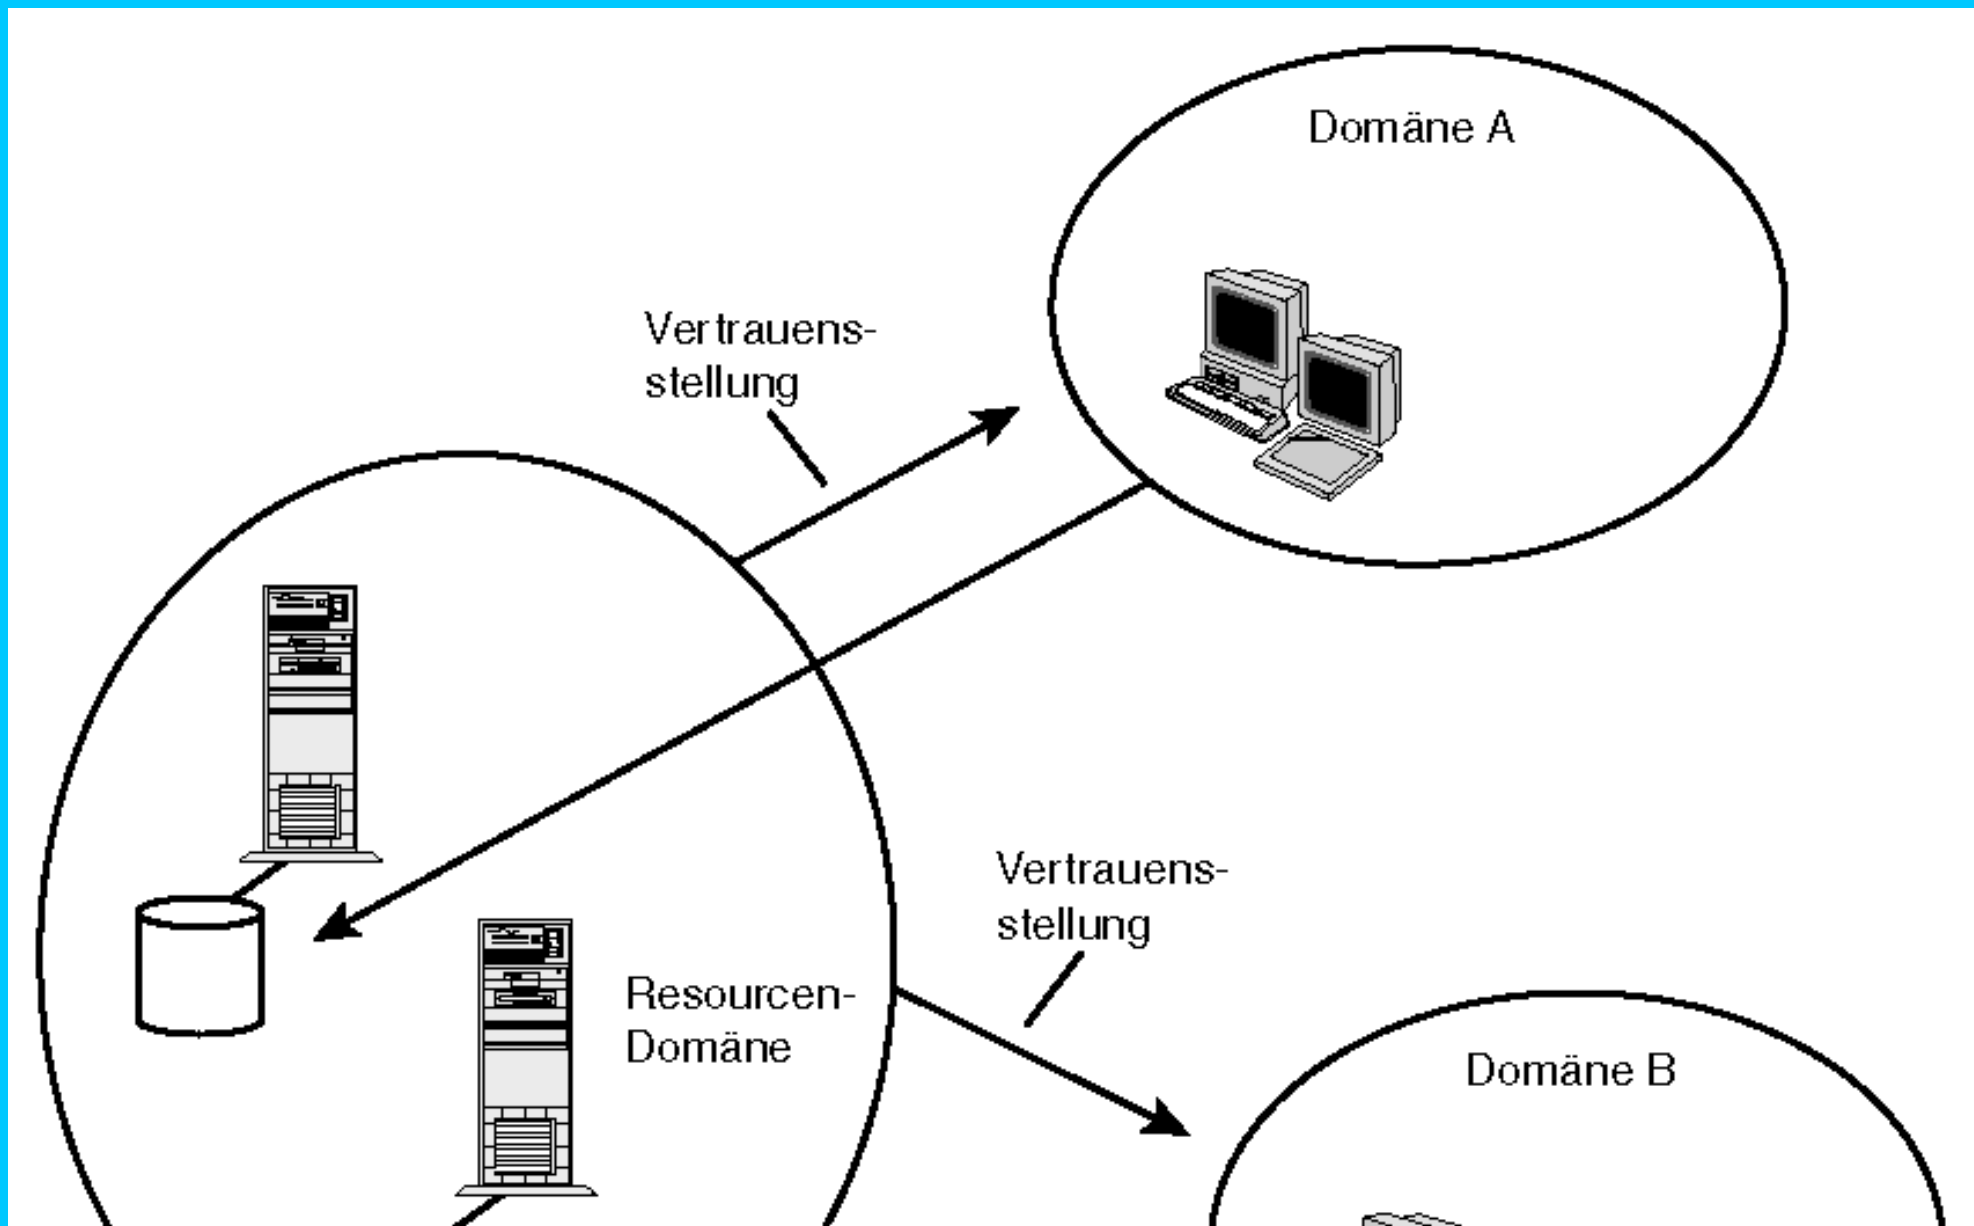 Domäne A
Vertrauens-
stellung
Vertrauens-
stellung
Resourcen-
Domäne
Domäne B